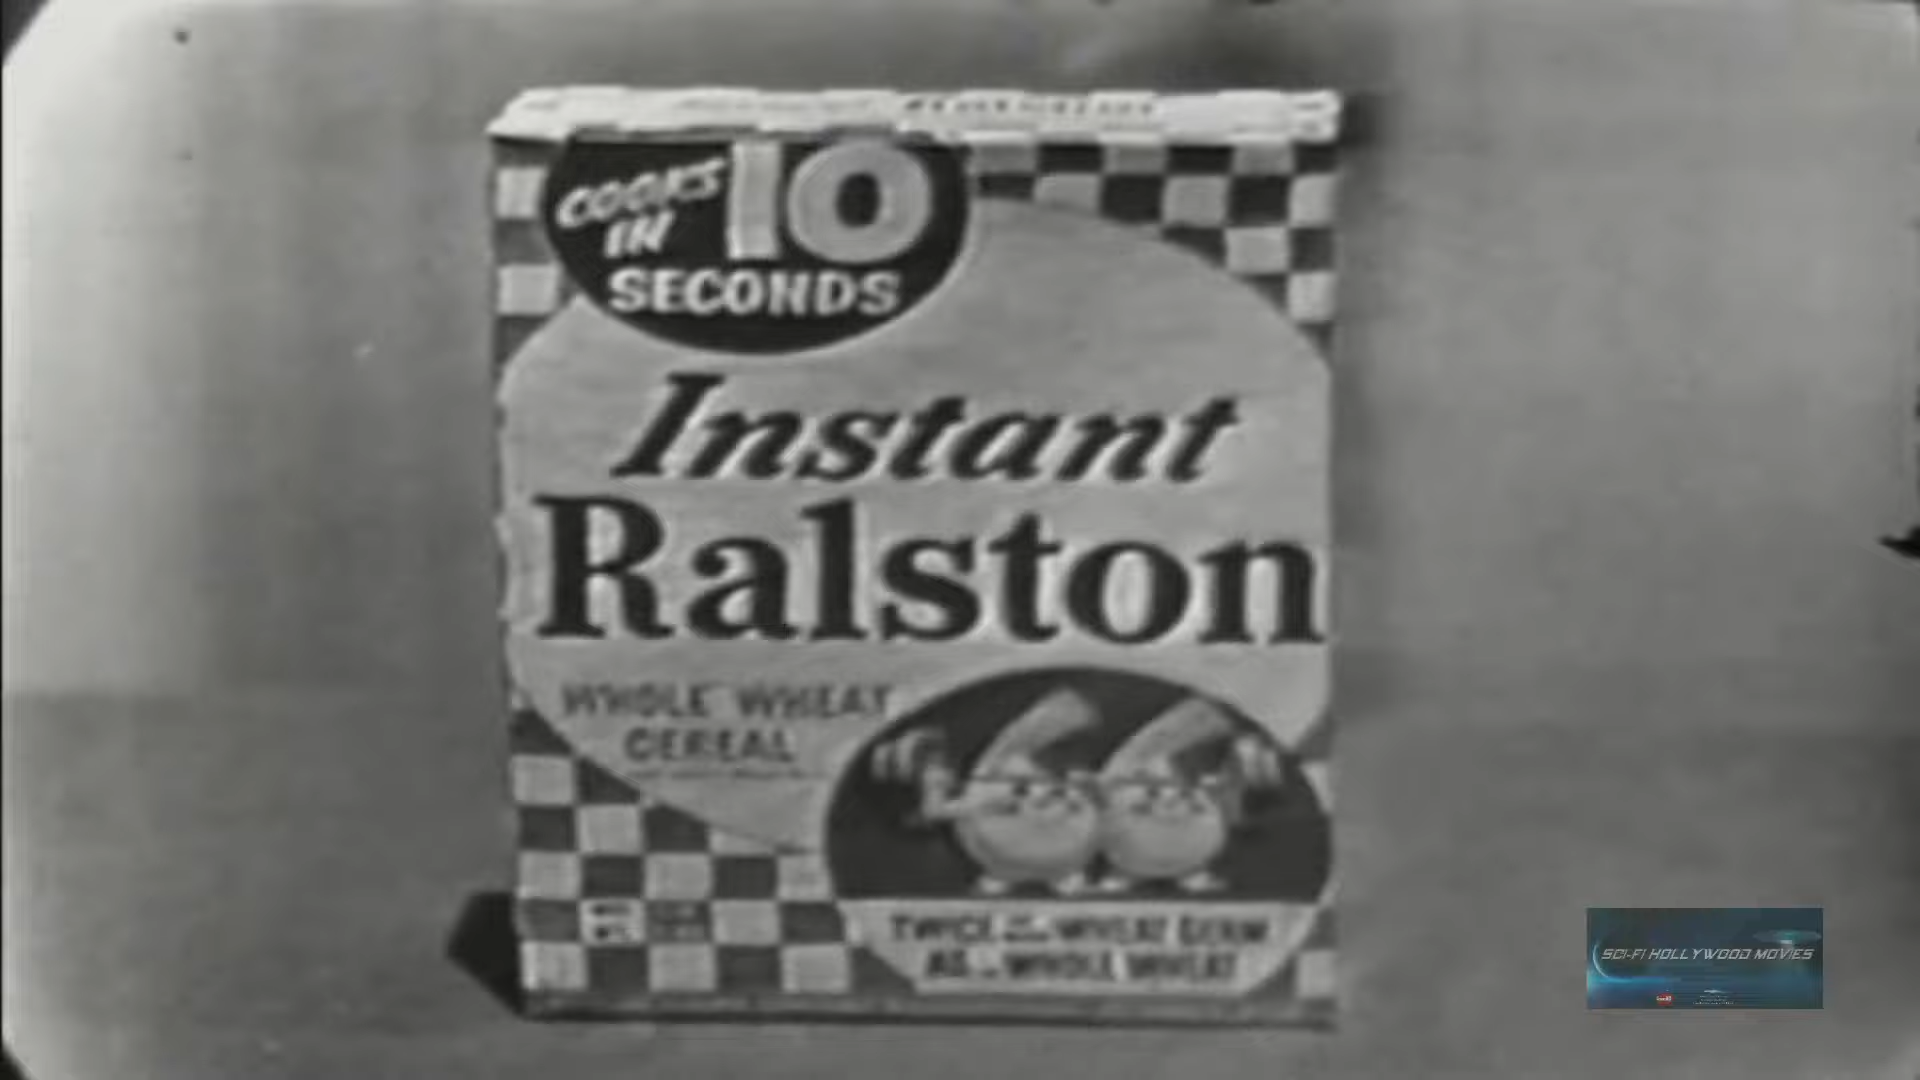 COOKS
IN 10
SECONDS
Instant
Ralston
WHOLE WHEAT
CEREAL
TWICE WHEAT GERM
AS WHOLE WHEAT
SCI-FI HOLLYWOOD MOVIES